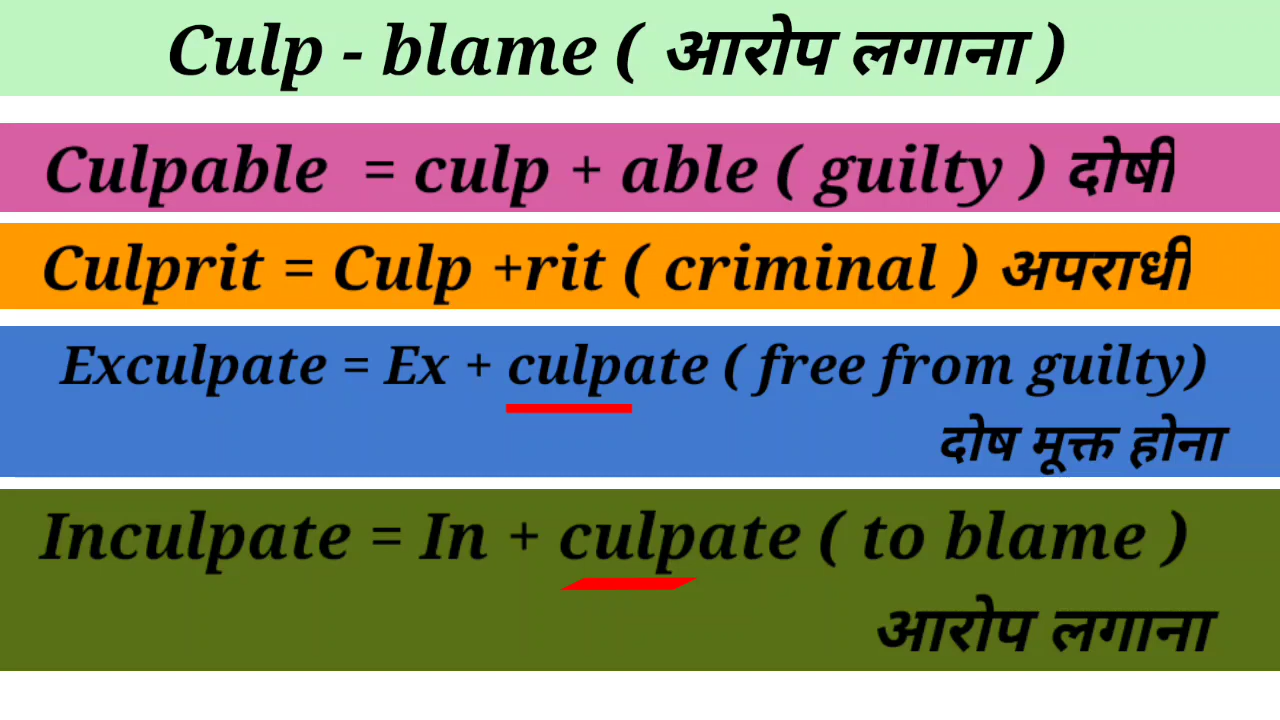 Culp - blame ( आरोप लगाना )
Culpable = culp + able ( guilty ) दोषी
Culprit = Culp +rit ( criminal ) अपराधी
Exculpate = Ex + culpate ( free from guilty)
दोष मूक्त होना
Inculpate = In + culpate ( to blame )
आरोप लगाना